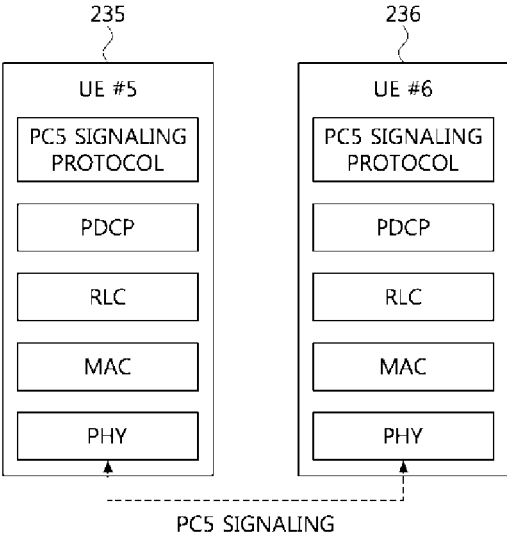 235
236
UE #5
UE #6
PC5 SIGNALING
PROTOCOL
PC5 SIGNALING
PROTOCOL
PDCP
PDCP
RLC
RLC
MAC
MAC
PHY
PHY
PC5 SIGNALING